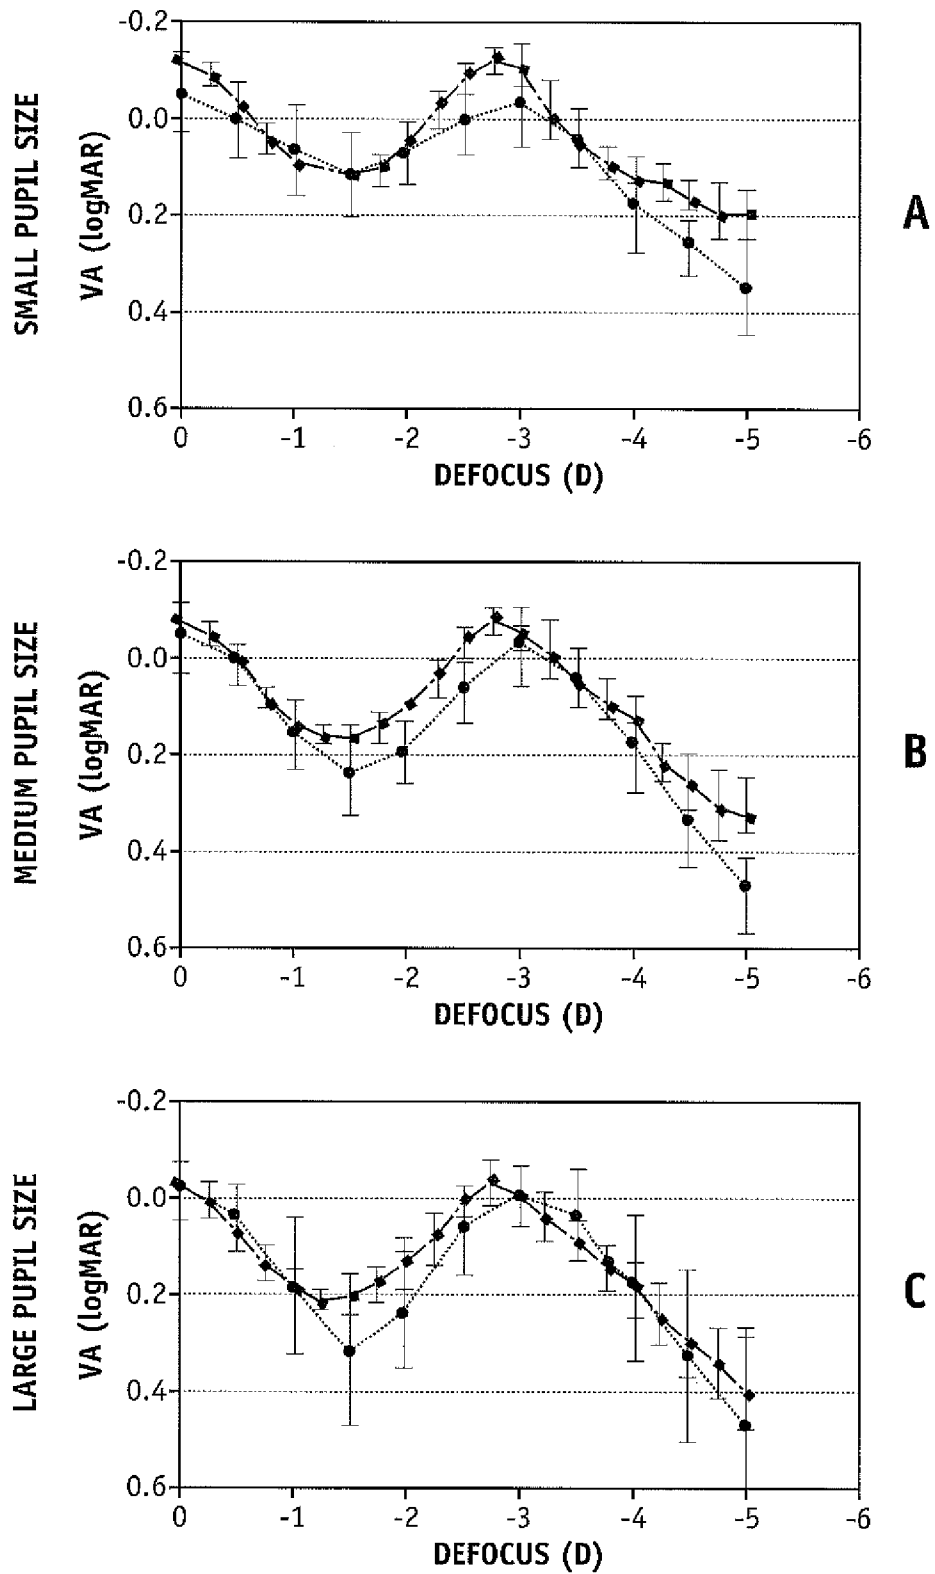 SMALL PUPIL SIZE
VA (logMAR)
-0.2
0.0
0.2
0.4
0.6
0 -1 -2 -3 -4 -5 -6
DEFOCUS (D)
A
MEDIUM PUPIL SIZE
VA (logMAR)
-0.2
0.0
0.2
0.4
0.6
0 -1 -2 -3 -4 -5 -6
DEFOCUS (D)
B
LARGE PUPIL SIZE
VA (logMAR)
-0.2
0.0
0.2
0.4
0.6
0 -1 -2 -3 -4 -5 -6
DEFOCUS (D)
C